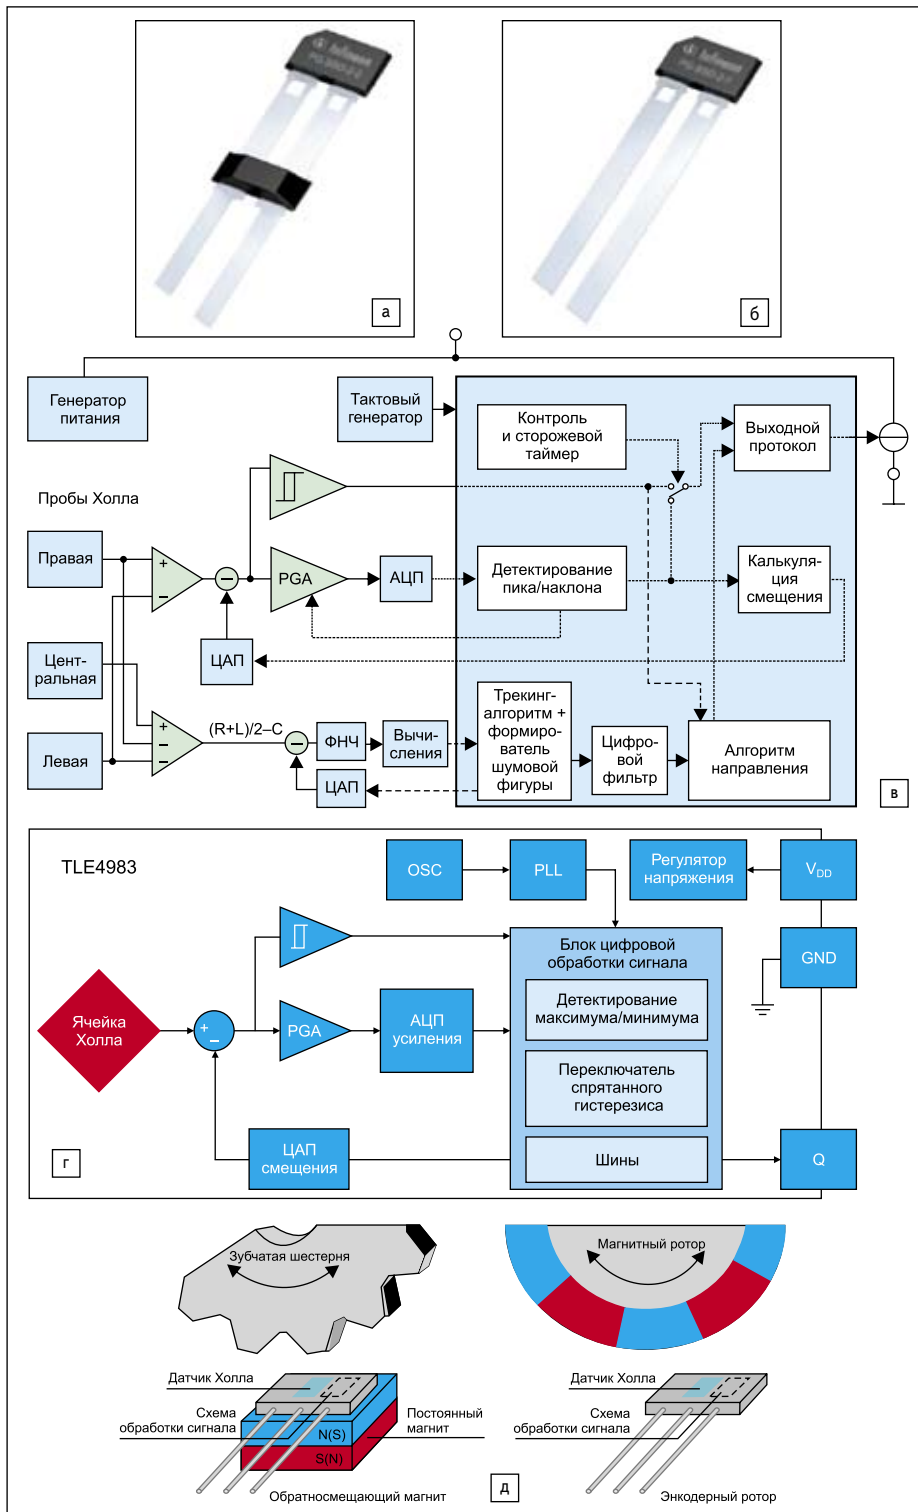 а
б
Генератор
питания
Тактовый
генератор
Контроль
и сторожевой
таймер
Выходной
протокол
Пробы Холла
Правая
+
–
–
PGA
АЦП
Детектирование
пика/наклона
Калькуля-
ция
смещения
ЦАП
Цент-
ральная
Левая
+
–
–
(R+L)/2–C
–
ФНЧ
Вычи-
сления
ЦАП
Трекинг-
алгоритм +
формиро-
ватель
шумовой
фигуры
Цифро-
вой
фильтр
Алгоритм
направления
в
TLE4983
OSC
PLL
Регулятор
напряжения
VDD
GND
Блок цифровой
обработки сигнала
Детектирование
максимума/минимума
Переключатель
спрятанного
гистерезиса
Шины
Ячейка
Холла
+
–
PGA
АЦП
усиления
ЦАП
смещения
Q
г
Зубчатая шестерня
Магнитный ротор
Датчик Холла
Схема
обработки сигнала
N(S)
S(N)
Постоянный
магнит
Обратносмещающий магнит
Датчик Холла
Схема
обработки сигнала
Энкодерный ротор
д